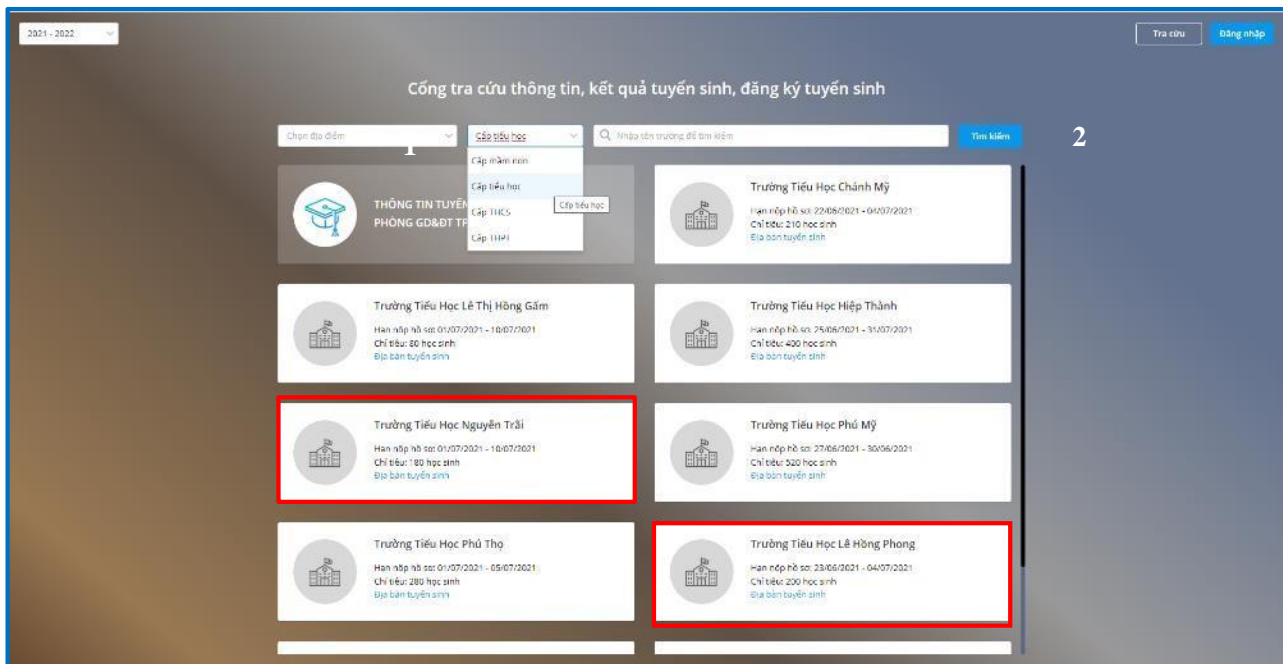 2021 - 2022
Tra cứu
Đăng nhập
Cổng tra cứu thông tin, kết quả tuyển sinh, đăng ký tuyển sinh
Chọn địa điểm
Cấp tiểu học
Nhập tên trường để tìm kiếm
Tìm kiếm
2
Cấp mầm non
Cấp tiểu học
Cấp THCS
Cấp THPT
Cấp tiểu học
THÔNG TIN TUYỂN
PHÒNG GD&ĐT TP
Trường Tiểu Học Chánh Mỹ
Hạn nộp hồ sơ: 22/06/2021 - 04/07/2021
Chỉ tiêu: 210 học sinh
Địa bàn tuyển sinh
Trường Tiểu Học Lê Thị Hồng Gấm
Hạn nộp hồ sơ: 01/07/2021 - 10/07/2021
Chỉ tiêu: 80 học sinh
Địa bàn tuyển sinh
Trường Tiểu Học Hiệp Thành
Hạn nộp hồ sơ: 25/06/2021 - 31/07/2021
Chỉ tiêu: 400 học sinh
Địa bàn tuyển sinh
Trường Tiểu Học Nguyễn Trãi
Hạn nộp hồ sơ: 01/07/2021 - 10/07/2021
Chỉ tiêu: 180 học sinh
Địa bàn tuyển sinh
Trường Tiểu Học Phú Mỹ
Hạn nộp hồ sơ: 27/06/2021 - 30/06/2021
Chỉ tiêu: 520 học sinh
Địa bàn tuyển sinh
Trường Tiểu Học Phú Thọ
Hạn nộp hồ sơ: 01/07/2021 - 05/07/2021
Chỉ tiêu: 280 học sinh
Địa bàn tuyển sinh
Trường Tiểu Học Lê Hồng Phong
Hạn nộp hồ sơ: 23/06/2021 - 04/07/2021
Chỉ tiêu: 200 học sinh
Địa bàn tuyển sinh